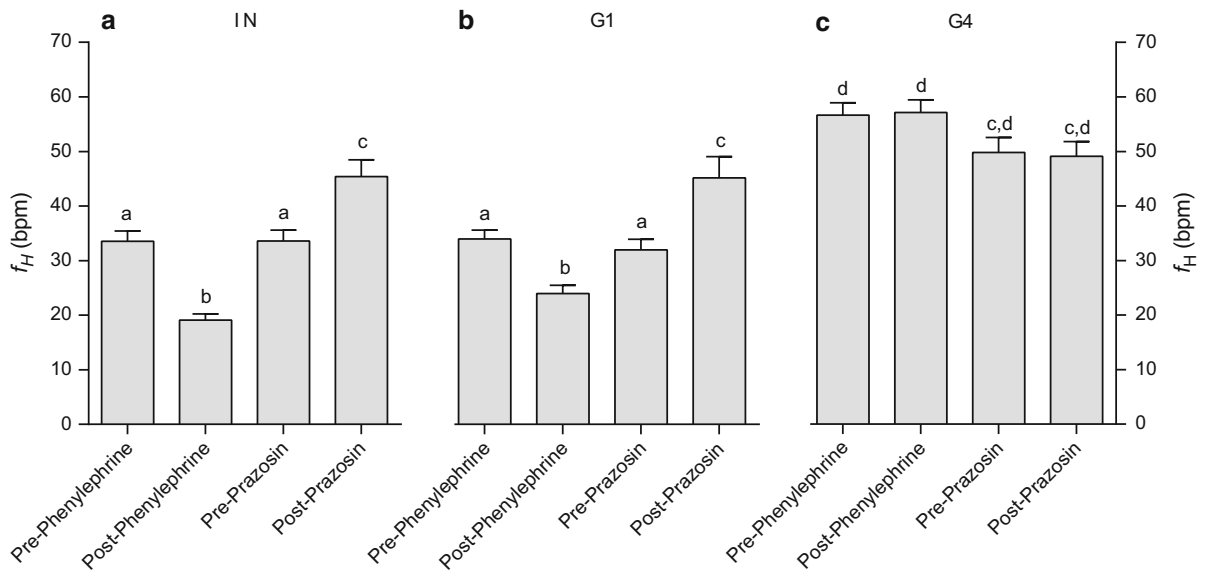 a IN
70
60
50
40
30
20
10
0
f_H (bpm)
a
b
a
c
Pre-Phenylephrine
Post-Phenylephrine
Pre-Prazosin
Post-Prazosin
b G1
a
b
a
c
Pre-Phenylephrine
Post-Phenylephrine
Pre-Prazosin
Post-Prazosin
c G4
d
d
c,d
c,d
Pre-Phenylephrine
Post-Phenylephrine
Pre-Prazosin
Post-Prazosin
70
60
50
40
30
20
10
0
f_H (bpm)